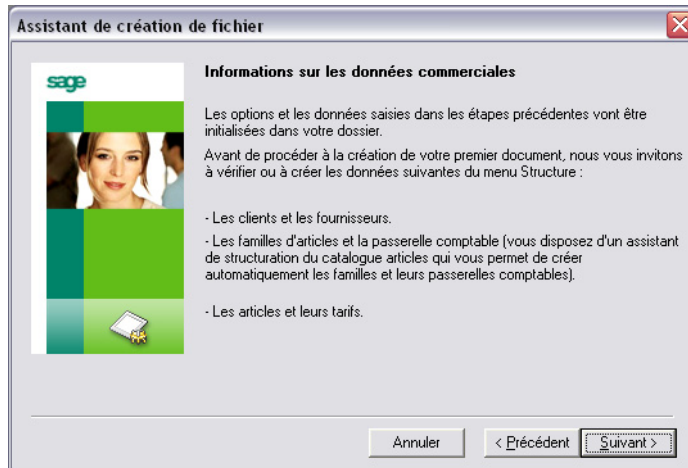 Assistant de création de fichier
sage
Informations sur les données commerciales
Les options et les données saisies dans les étapes précédentes vont être
initialisées dans votre dossier.
Avant de procéder à la création de votre premier document, nous vous invitons
à vérifier ou à créer les données suivantes du menu Structure :
- Les clients et les fournisseurs.
- Les familles d'articles et la passerelle comptable (vous disposez d'un assistant
de structuration du catalogue articles qui vous permet de créer
automatiquement les familles et leurs passerelles comptables).
- Les articles et leurs tarifs.
Annuler
< Précédent
Suivant >